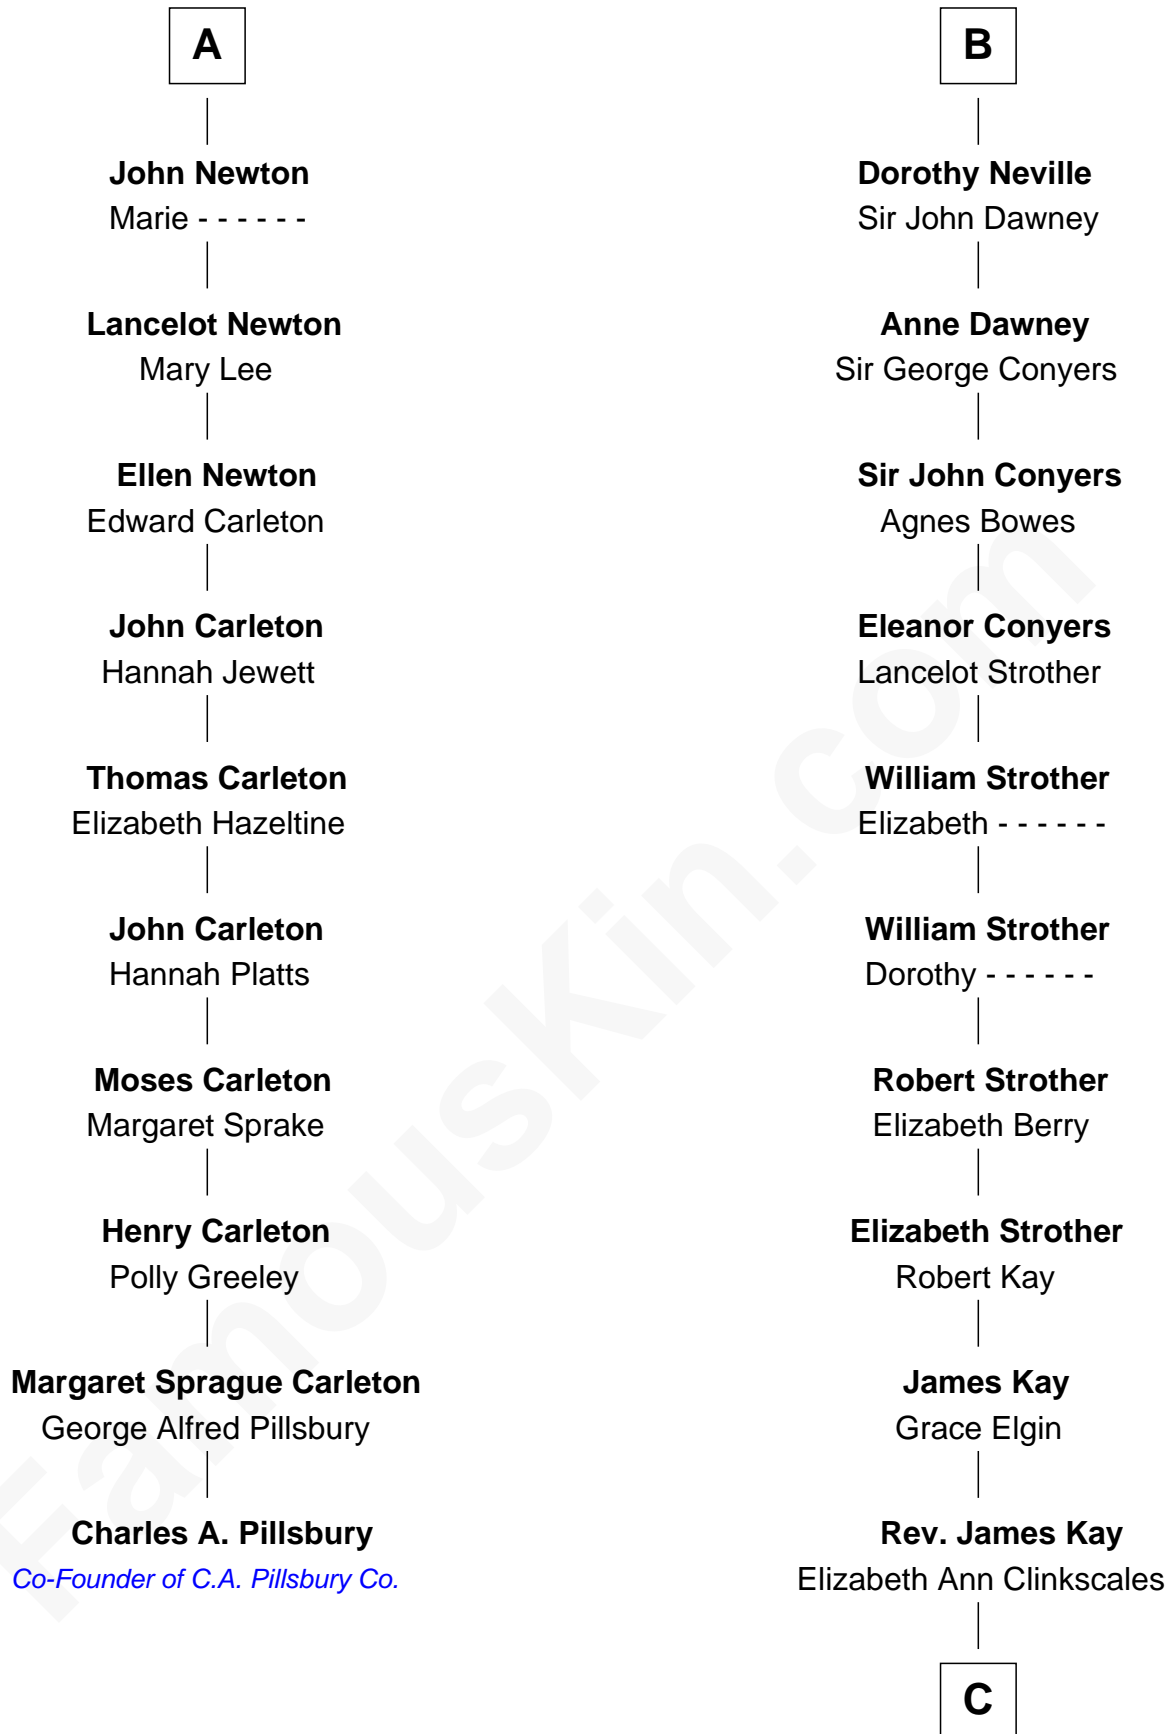 A
John Newton
Marie - - - - - -
Lancelot Newton
Mary Lee
Ellen Newton
Edward Carleton
John Carleton
Hannah Jewett
Thomas Carleton
Elizabeth Hazeltine
John Carleton
Hannah Platts
Moses Carleton
Margaret Sprake
Henry Carleton
Polly Greeley
Margaret Sprague Carleton
George Alfred Pillsbury
Charles A. Pillsbury
Co-Founder of C.A. Pillsbury Co.
B
Dorothy Neville
Sir John Dawney
Anne Dawney
Sir George Conyers
Sir John Conyers
Agnes Bowes
Eleanor Conyers
Lancelot Strother
William Strother
Elizabeth - - - - - -
William Strother
Dorothy - - - - - -
Robert Strother
Elizabeth Berry
Elizabeth Strother
Robert Kay
James Kay
Grace Elgin
Rev. James Kay
Elizabeth Ann Clinkscales
C
FamousKin.com